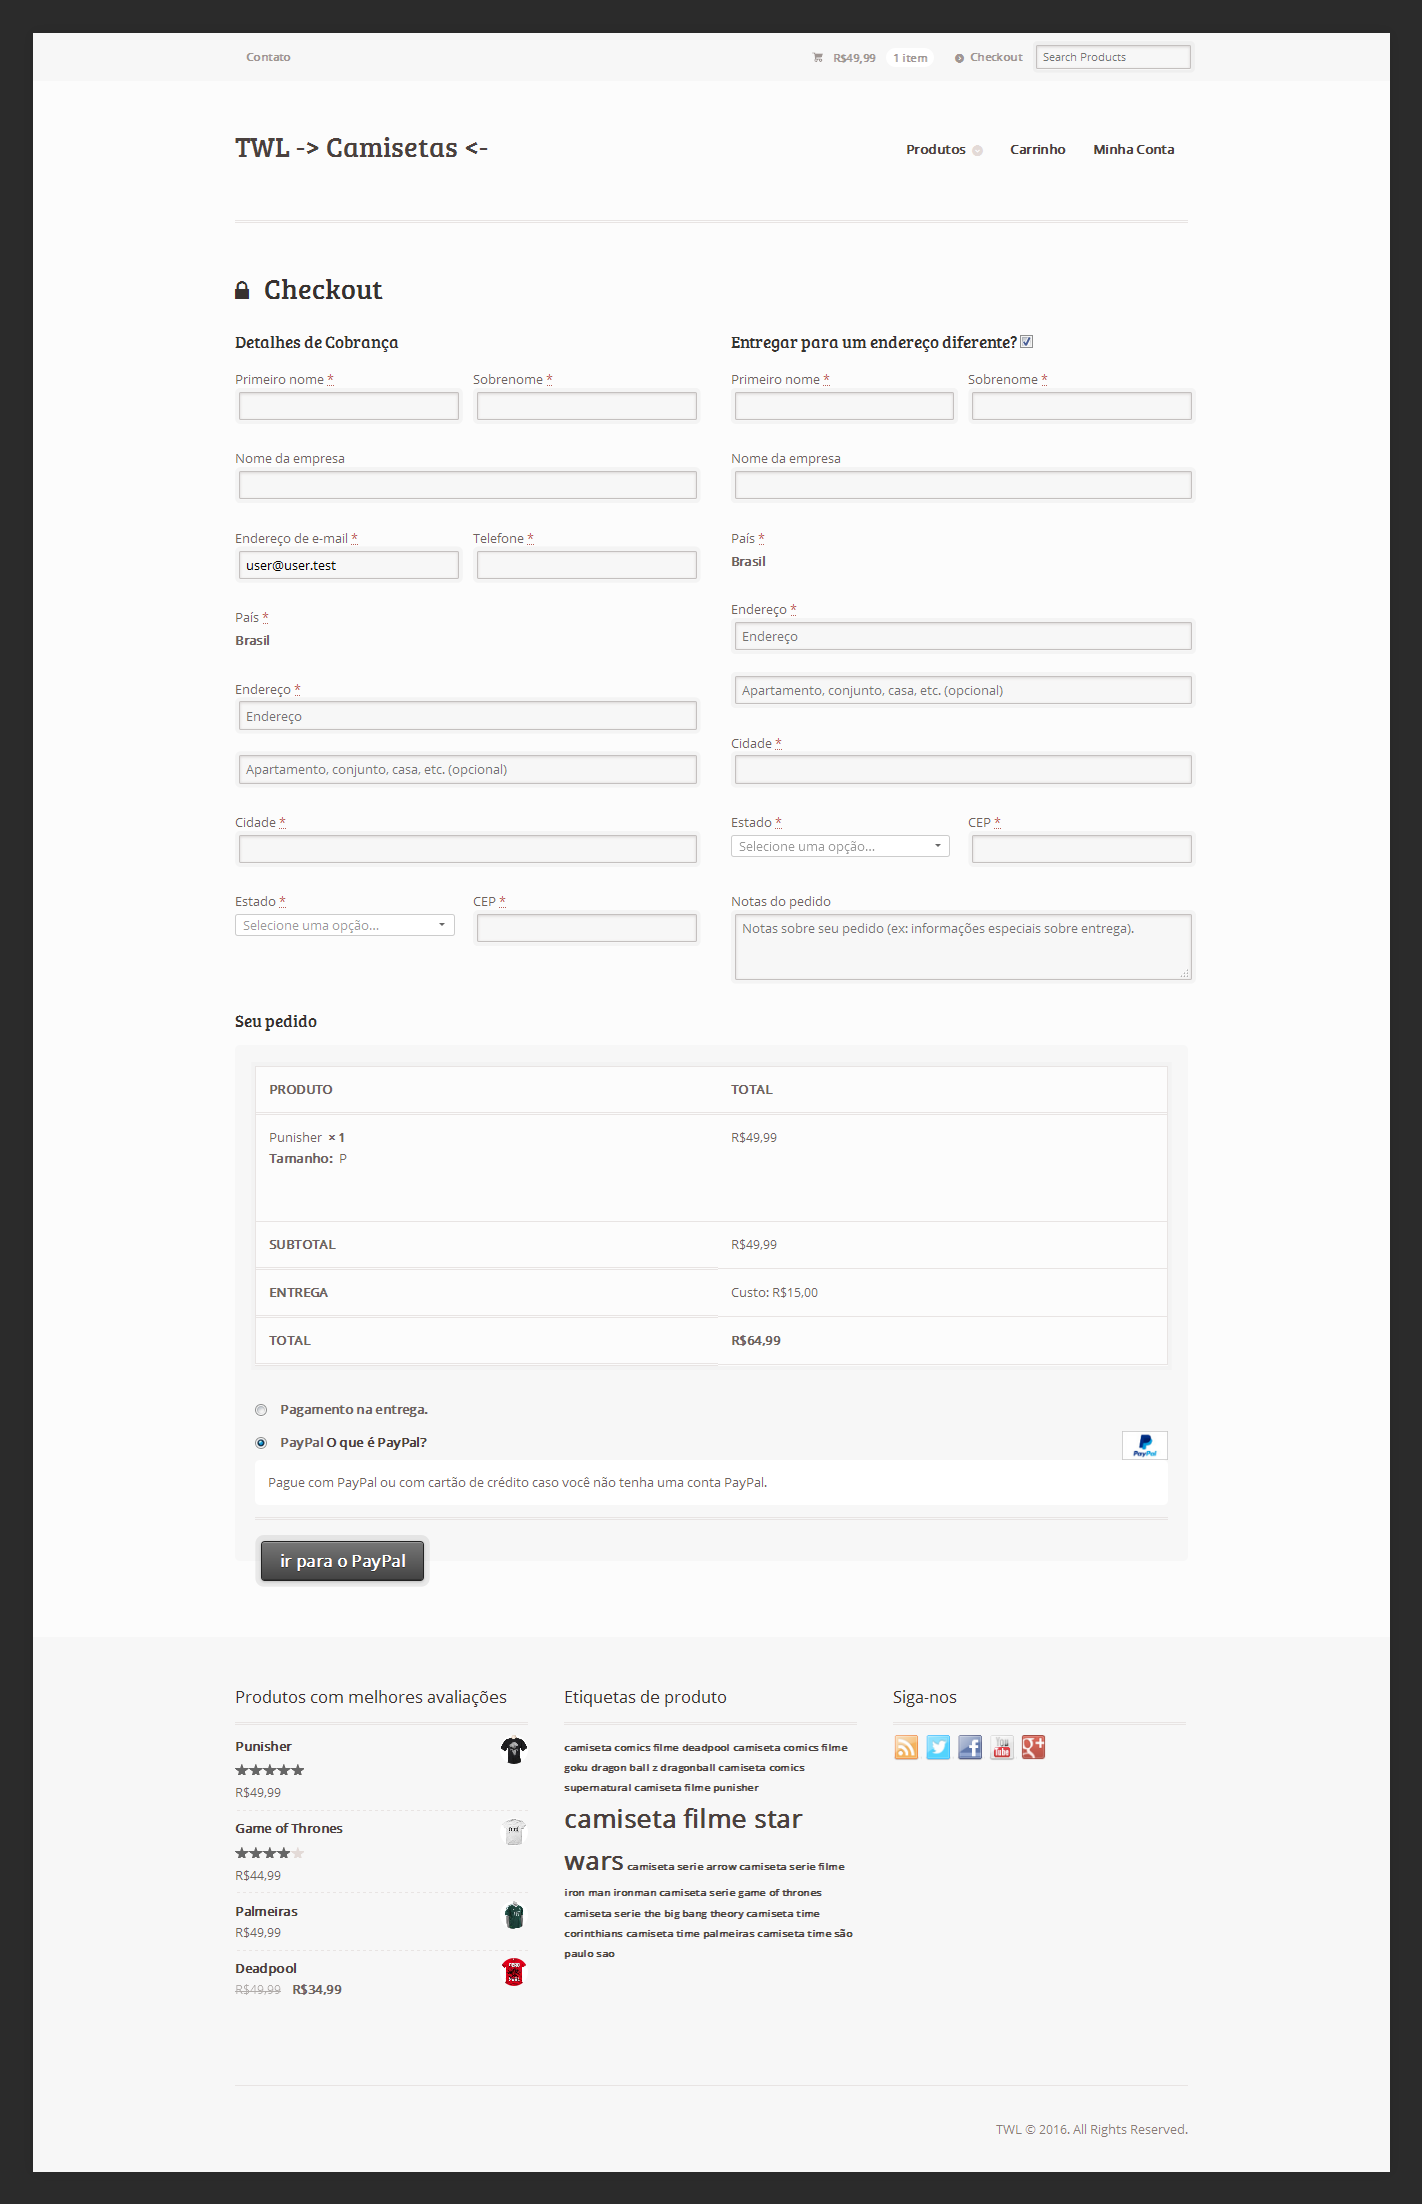 Contato
R$49,99 1 item Checkout Search Products
TWL -> Camisetas <-
Produtos Carrinho Minha Conta
Checkout
Detalhes de Cobrança
Primeiro nome * Sobrenome *
Nome da empresa
Endereço de e-mail * Telefone *
user@user.test
País *
Brasil
Endereço *
Endereço
Apartamento, conjunto, casa, etc. (opcional)
Cidade *
Estado * CEP *
Selecione uma opção...
Entregar para um endereço diferente?
Primeiro nome * Sobrenome *
Nome da empresa
País *
Brasil
Endereço *
Endereço
Apartamento, conjunto, casa, etc. (opcional)
Cidade *
Estado * CEP *
Selecione uma opção...
Notas do pedido
Notas sobre seu pedido (ex: informações especiais sobre entrega).
Seu pedido
PRODUTO TOTAL
Punisher × 1 R$49,99
Tamanho: P
SUBTOTAL R$49,99
ENTREGA Custo: R$15,00
TOTAL R$64,99
Pagamento na entrega.
PayPal O que é PayPal? PayPal
Pague com PayPal ou com cartão de crédito caso você não tenha uma conta PayPal.
ir para o PayPal
Produtos com melhores avaliações
Punisher
R$49,99
Game of Thrones
R$44,99
Palmeiras
R$49,99
Deadpool
R$49,99 R$34,99
Etiquetas de produto
camiseta comics filme deadpool camiseta comics filme
goku dragon ball z dragonball camiseta comics
supernatural camiseta filme punisher
camiseta filme star
wars camiseta serie arrow camiseta serie filme
iron man ironman camiseta serie game of thrones
camiseta serie the big bang theory camiseta time
corinthians camiseta time palmeiras camiseta time são
paulo sao
Siga-nos
You Tube
TWL © 2016. All Rights Reserved.